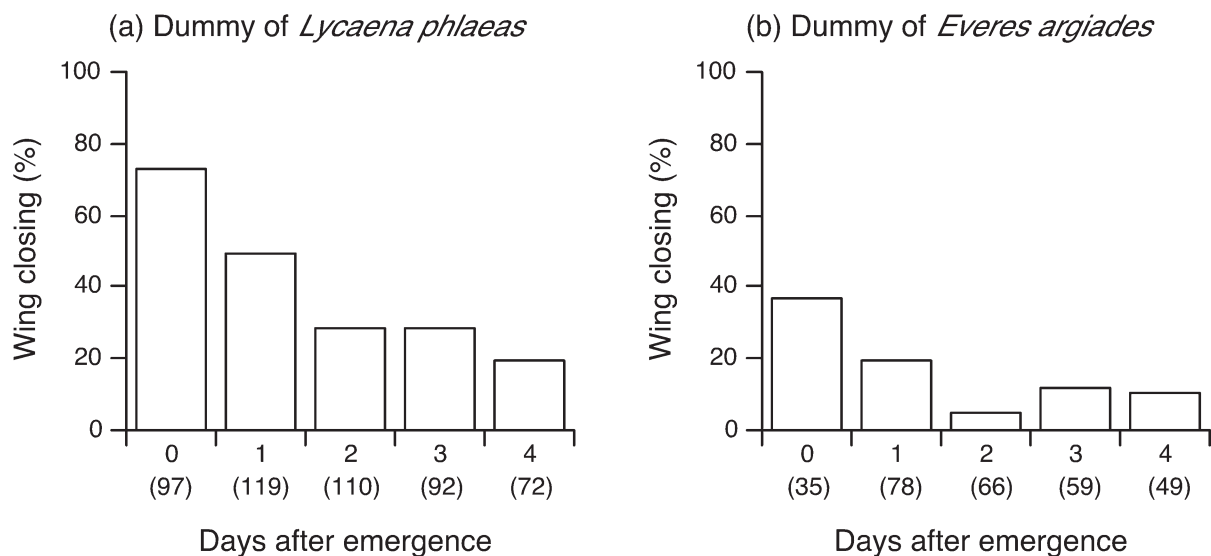 (a) Dummy of Lycaena phlaeas
100
80
60
40
20
0
Wing closing (%)
0 1 2 3 4
(97) (119) (110) (92) (72)
Days after emergence
(b) Dummy of Everes argiades
100
80
60
40
20
0
Wing closing (%)
0 1 2 3 4
(35) (78) (66) (59) (49)
Days after emergence